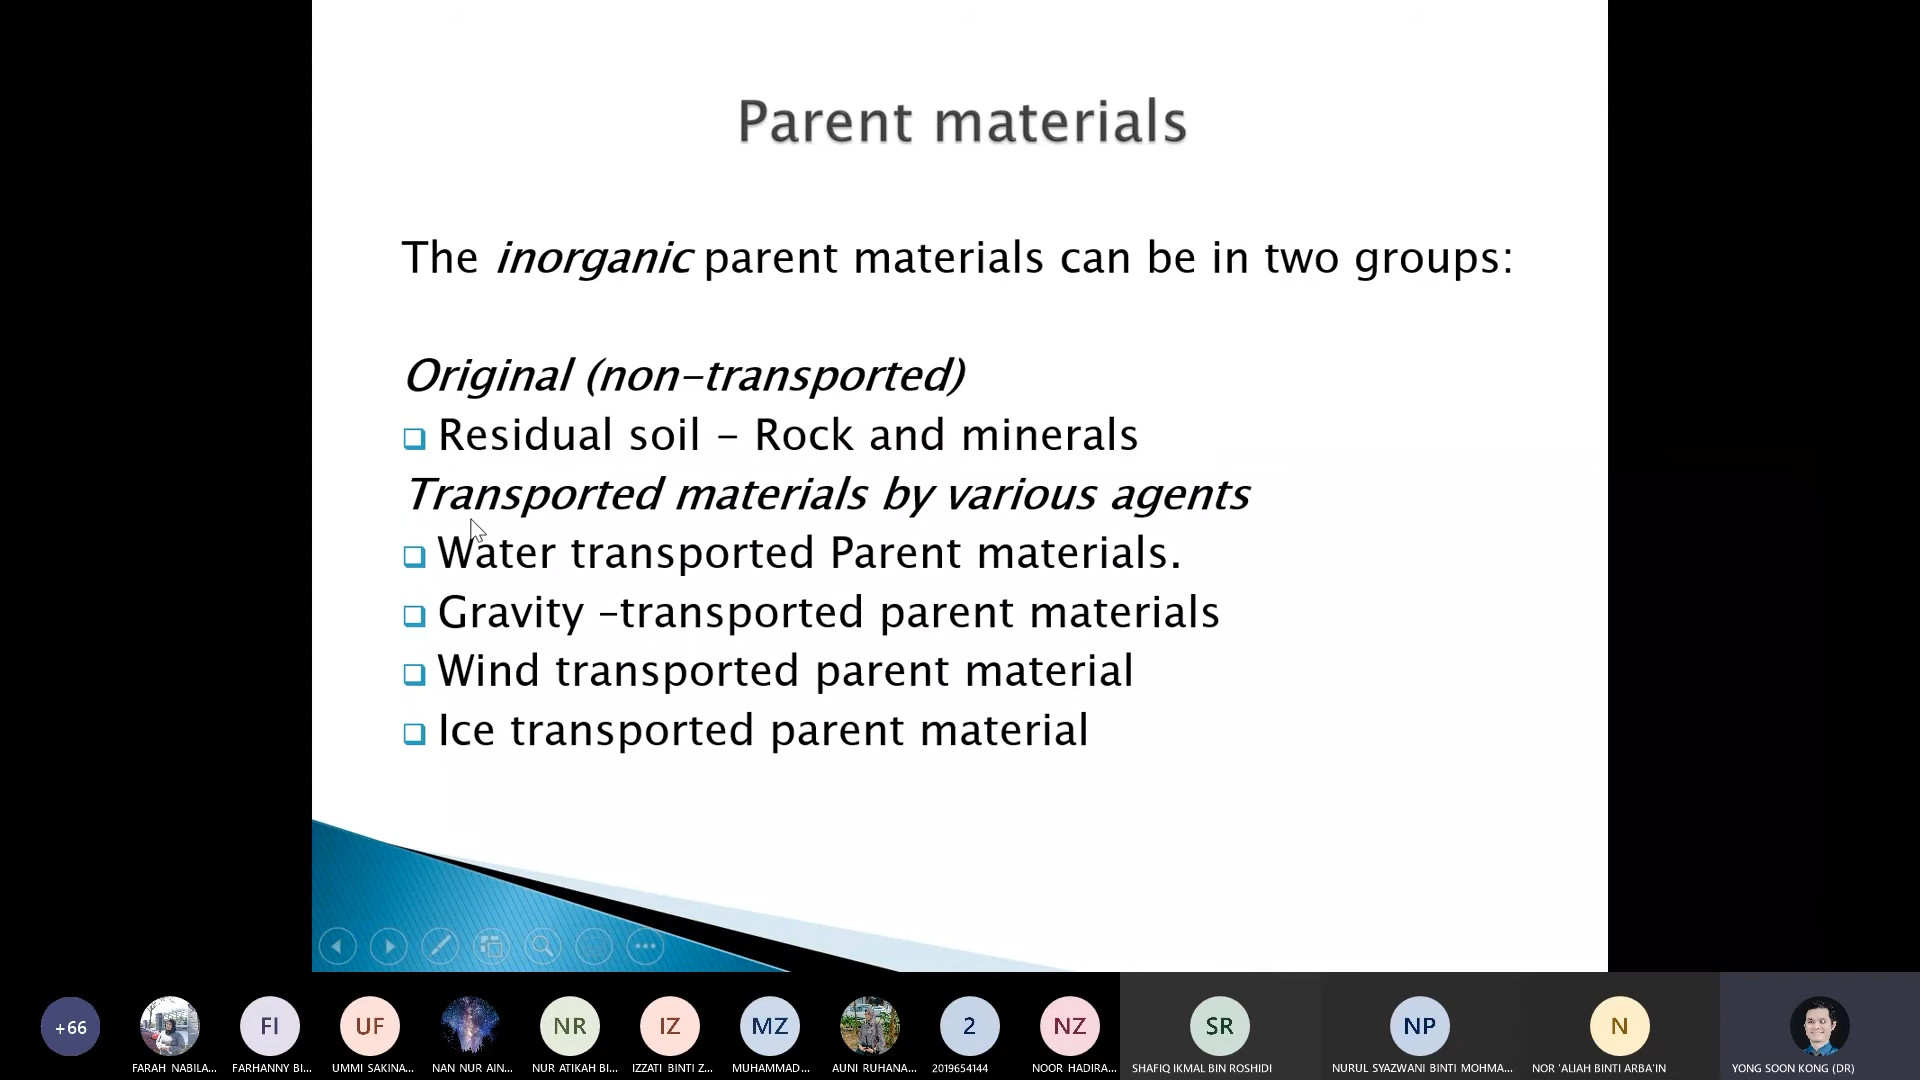 Parent materials
The inorganic parent materials can be in two groups:
Original (non-transported)
Residual soil - Rock and minerals
Transported materials by various agents
Water transported Parent materials.
Gravity -transported parent materials
Wind transported parent material
Ice transported parent material
+66
FI
UF
NR
IZ
MZ
2
NZ
SR
NP
N
FARAH NABILA...
FARHANNY BI...
UMMI SAKINA...
NAN NUR AIN...
NUR ATIKAH BI...
IZZATI BINTI Z...
MUHAMMAD...
AUNI RUHANA...
2019654144
NOOR HADIRA...
SHAFIQ IKMAL BIN ROSHIDI
NURUL SYAZWANI BINTI MOHMA...
NOR 'ALIAH BINTI ARBA'IN
YONG SOON KONG (DR)